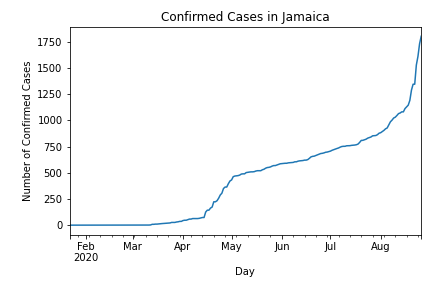 Confirmed Cases in Jamaica
Number of Confirmed Cases
1750
1500
1250
1000
750
500
250
0
Feb Mar Apr May Jun Jul Aug
2020
Day